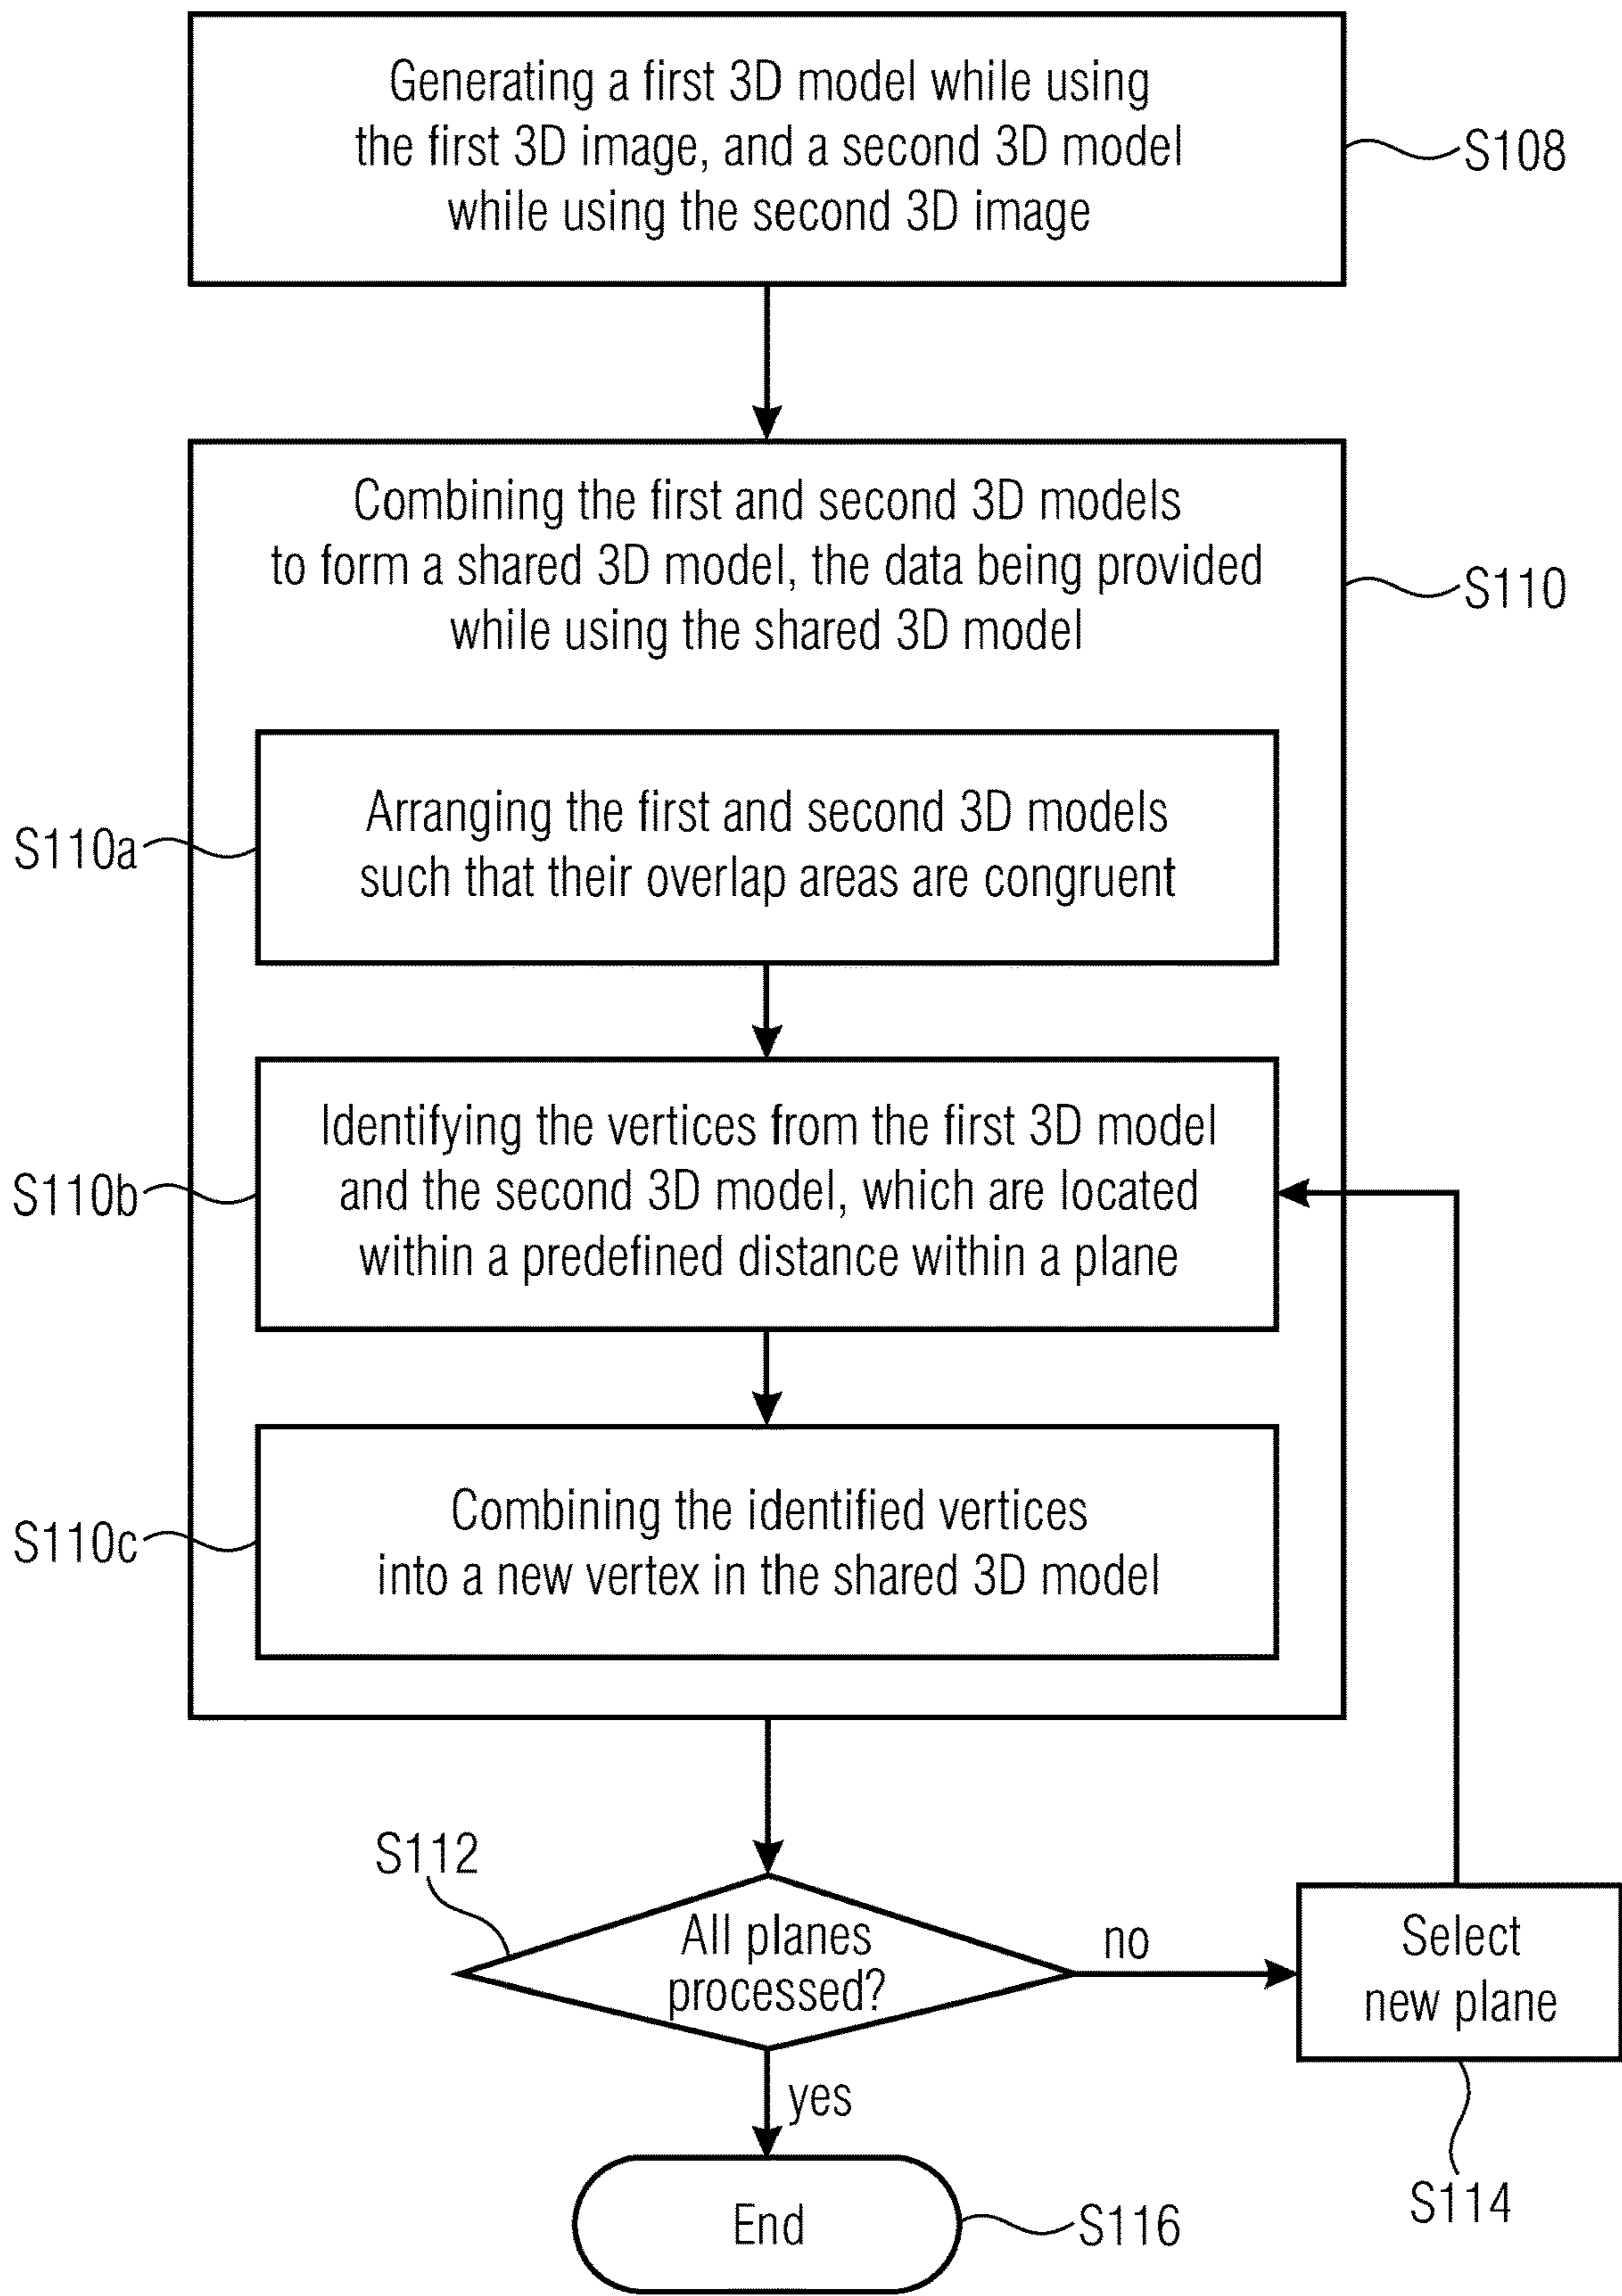 Generating a first 3D model while using
the first 3D image, and a second 3D model
while using the second 3D image
S108
Combining the first and second 3D models
to form a shared 3D model, the data being provided
while using the shared 3D model
S110
Arranging the first and second 3D models
such that their overlap areas are congruent
S110a
Identifying the vertices from the first 3D model
and the second 3D model, which are located
within a predefined distance within a plane
S110b
Combining the identified vertices
into a new vertex in the shared 3D model
S110c
S112
All planes
processed?
no
Select
new plane
S114
yes
End
S116